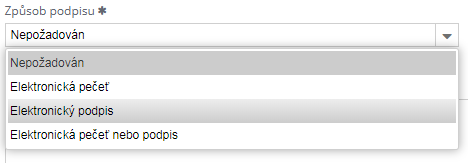 Způsob podpisu ✱
Nepožadován
Nepožadován
Elektronická pečeť
Elektronický podpis
Elektronická pečeť nebo podpis